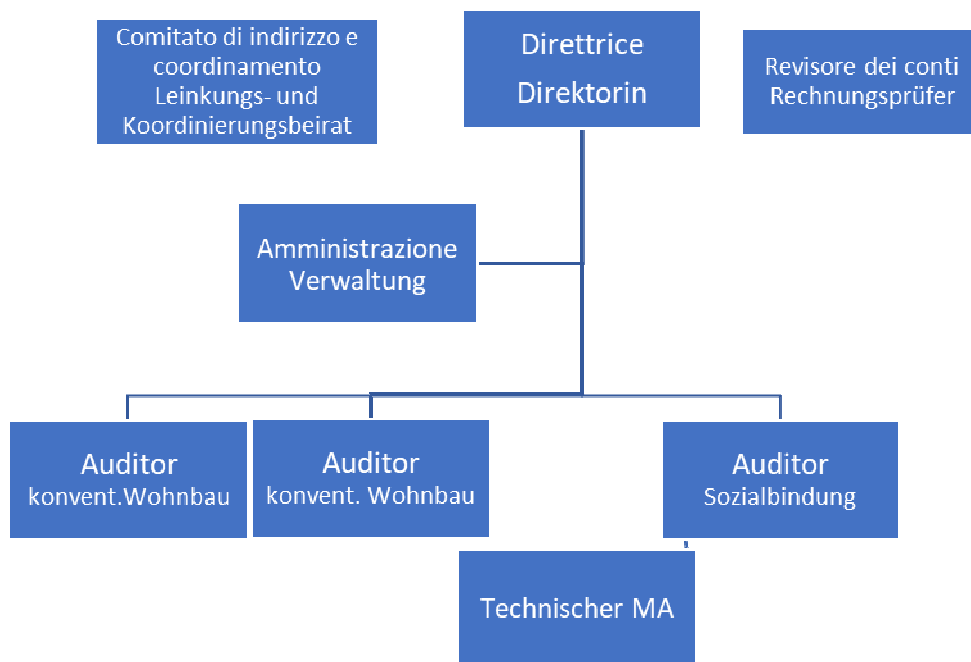 Comitato di indirizzo e
coordinamento
Leinkungs- und
Koordinierungsbeirat
Direttrice
Direktorin
Revisore dei conti
Rechnungsprüfer
Amministrazione
Verwaltung
Auditor
konvent.Wohnbau
Auditor
konvent. Wohnbau
Auditor
Sozialbindung
Technischer MA